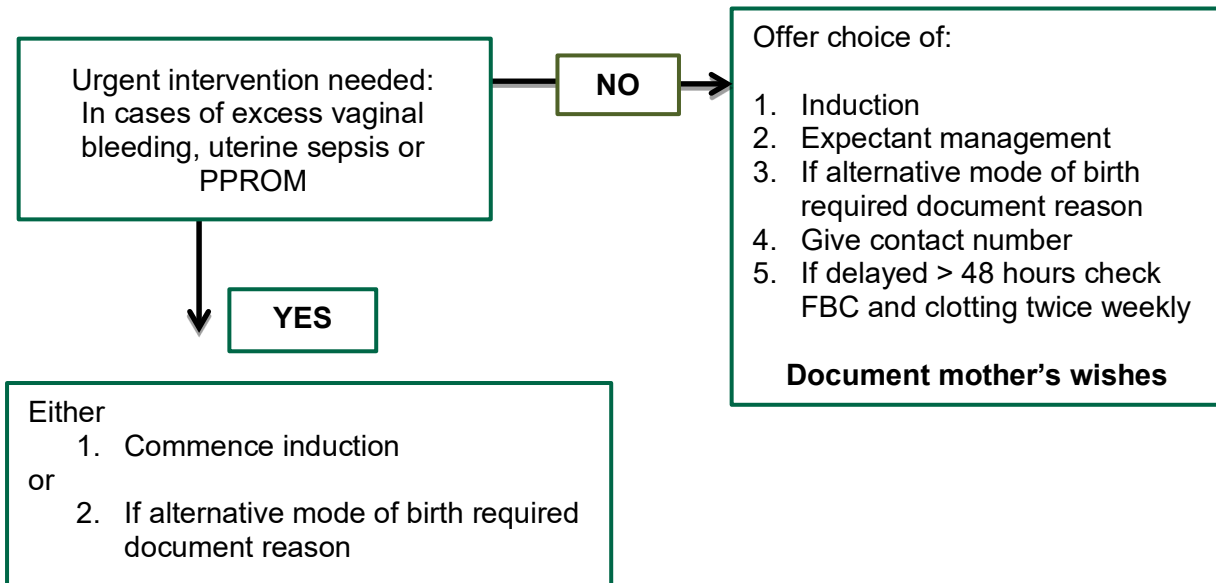 Urgent intervention needed:
In cases of excess vaginal
bleeding, uterine sepsis or
PPROM
NO
Offer choice of:
1. Induction
2. Expectant management
3. If alternative mode of birth
required document reason
4. Give contact number
5. If delayed > 48 hours check
FBC and clotting twice weekly
Document mother’s wishes
YES
Either
1. Commence induction
or
2. If alternative mode of birth required
document reason